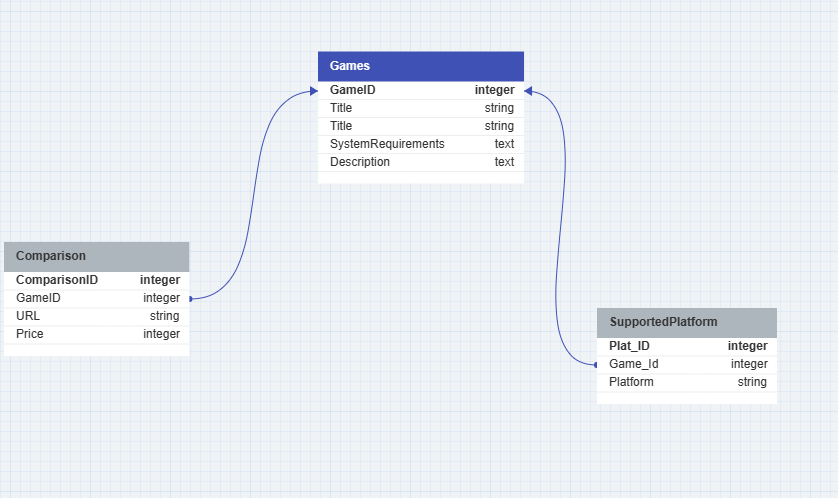 Games
GameID integer
Title string
Title string
SystemRequirements text
Description text
Comparison
ComparisonID integer
GameID integer
URL string
Price integer
SupportedPlatform
Plat_ID integer
Game_Id integer
Platform string